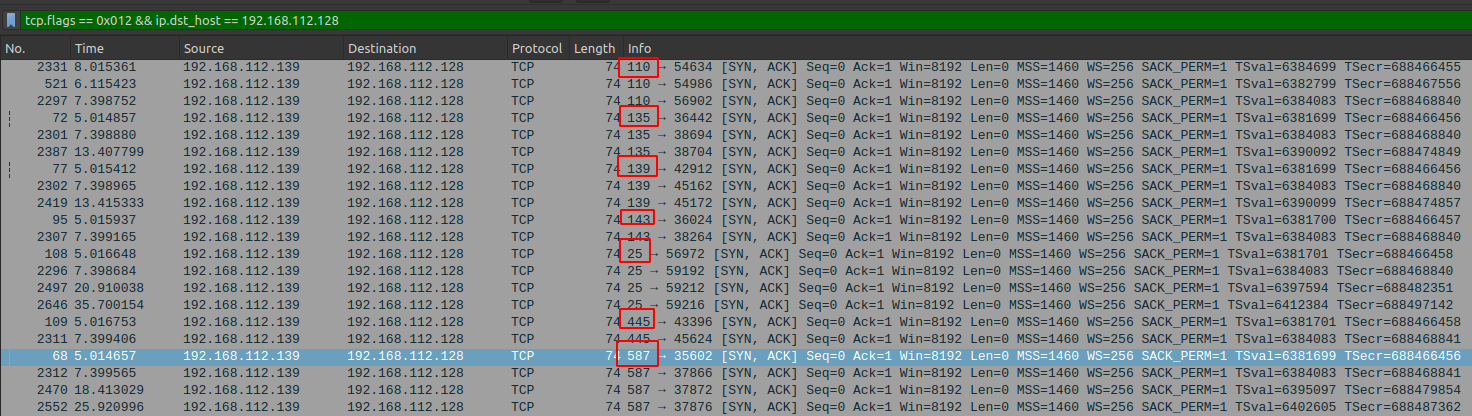 tcp.flags == 0x012 && ip.dst_host == 192.168.112.128
No. Time Source Destination Protocol Length Info
2331 8.015361 192.168.112.139 192.168.112.128 TCP 74 110 → 54634 [SYN, ACK] Seq=0 Ack=1 Win=8192 Len=0 MSS=1460 WS=256 SACK_PERM=1 TSval=6384699 TSecr=688466455
521 6.115423 192.168.112.139 192.168.112.128 TCP 74 110 → 54986 [SYN, ACK] Seq=0 Ack=1 Win=8192 Len=0 MSS=1460 WS=256 SACK_PERM=1 TSval=6382799 TSecr=688467556
2297 7.398752 192.168.112.139 192.168.112.128 TCP 74 110 → 56902 [SYN, ACK] Seq=0 Ack=1 Win=8192 Len=0 MSS=1460 WS=256 SACK_PERM=1 TSval=6384083 TSecr=688468840
72 5.014857 192.168.112.139 192.168.112.128 TCP 74 135 → 36442 [SYN, ACK] Seq=0 Ack=1 Win=8192 Len=0 MSS=1460 WS=256 SACK_PERM=1 TSval=6381699 TSecr=688466456
2301 7.398880 192.168.112.139 192.168.112.128 TCP 74 135 → 38694 [SYN, ACK] Seq=0 Ack=1 Win=8192 Len=0 MSS=1460 WS=256 SACK_PERM=1 TSval=6384083 TSecr=688468840
2387 13.407799 192.168.112.139 192.168.112.128 TCP 74 135 → 38704 [SYN, ACK] Seq=0 Ack=1 Win=8192 Len=0 MSS=1460 WS=256 SACK_PERM=1 TSval=6390092 TSecr=688474849
77 5.015412 192.168.112.139 192.168.112.128 TCP 74 139 → 42912 [SYN, ACK] Seq=0 Ack=1 Win=8192 Len=0 MSS=1460 WS=256 SACK_PERM=1 TSval=6381699 TSecr=688466456
2302 7.398965 192.168.112.139 192.168.112.128 TCP 74 139 → 45162 [SYN, ACK] Seq=0 Ack=1 Win=8192 Len=0 MSS=1460 WS=256 SACK_PERM=1 TSval=6384083 TSecr=688468840
2419 13.415333 192.168.112.139 192.168.112.128 TCP 74 139 → 45172 [SYN, ACK] Seq=0 Ack=1 Win=8192 Len=0 MSS=1460 WS=256 SACK_PERM=1 TSval=6390099 TSecr=688474857
95 5.015937 192.168.112.139 192.168.112.128 TCP 74 143 → 36024 [SYN, ACK] Seq=0 Ack=1 Win=8192 Len=0 MSS=1460 WS=256 SACK_PERM=1 TSval=6381700 TSecr=688466457
2307 7.399165 192.168.112.139 192.168.112.128 TCP 74 143 → 38264 [SYN, ACK] Seq=0 Ack=1 Win=8192 Len=0 MSS=1460 WS=256 SACK_PERM=1 TSval=6384083 TSecr=688468840
108 5.016648 192.168.112.139 192.168.112.128 TCP 74 25 → 56972 [SYN, ACK] Seq=0 Ack=1 Win=8192 Len=0 MSS=1460 WS=256 SACK_PERM=1 TSval=6381701 TSecr=688466458
2296 7.398684 192.168.112.139 192.168.112.128 TCP 74 25 → 59192 [SYN, ACK] Seq=0 Ack=1 Win=8192 Len=0 MSS=1460 WS=256 SACK_PERM=1 TSval=6384083 TSecr=688468840
2497 20.910038 192.168.112.139 192.168.112.128 TCP 74 25 → 59212 [SYN, ACK] Seq=0 Ack=1 Win=8192 Len=0 MSS=1460 WS=256 SACK_PERM=1 TSval=6397594 TSecr=688482351
2646 35.700154 192.168.112.139 192.168.112.128 TCP 74 25 → 59216 [SYN, ACK] Seq=0 Ack=1 Win=8192 Len=0 MSS=1460 WS=256 SACK_PERM=1 TSval=6412384 TSecr=688497142
109 5.016753 192.168.112.139 192.168.112.128 TCP 74 445 → 43396 [SYN, ACK] Seq=0 Ack=1 Win=8192 Len=0 MSS=1460 WS=256 SACK_PERM=1 TSval=6381701 TSecr=688466458
2311 7.399406 192.168.112.139 192.168.112.128 TCP 74 445 → 45624 [SYN, ACK] Seq=0 Ack=1 Win=8192 Len=0 MSS=1460 WS=256 SACK_PERM=1 TSval=6384083 TSecr=688468841
68 5.014657 192.168.112.139 192.168.112.128 TCP 74 587 → 35602 [SYN, ACK] Seq=0 Ack=1 Win=8192 Len=0 MSS=1460 WS=256 SACK_PERM=1 TSval=6381699 TSecr=688466456
2312 7.399565 192.168.112.139 192.168.112.128 TCP 74 587 → 37866 [SYN, ACK] Seq=0 Ack=1 Win=8192 Len=0 MSS=1460 WS=256 SACK_PERM=1 TSval=6384083 TSecr=688468841
2470 18.413029 192.168.112.139 192.168.112.128 TCP 74 587 → 37872 [SYN, ACK] Seq=0 Ack=1 Win=8192 Len=0 MSS=1460 WS=256 SACK_PERM=1 TSval=6395097 TSecr=688479854
2552 25.920996 192.168.112.139 192.168.112.128 TCP 74 587 → 37876 [SYN, ACK] Seq=0 Ack=1 Win=8192 Len=0 MSS=1460 WS=256 SACK_PERM=1 TSval=6402605 TSecr=688487362